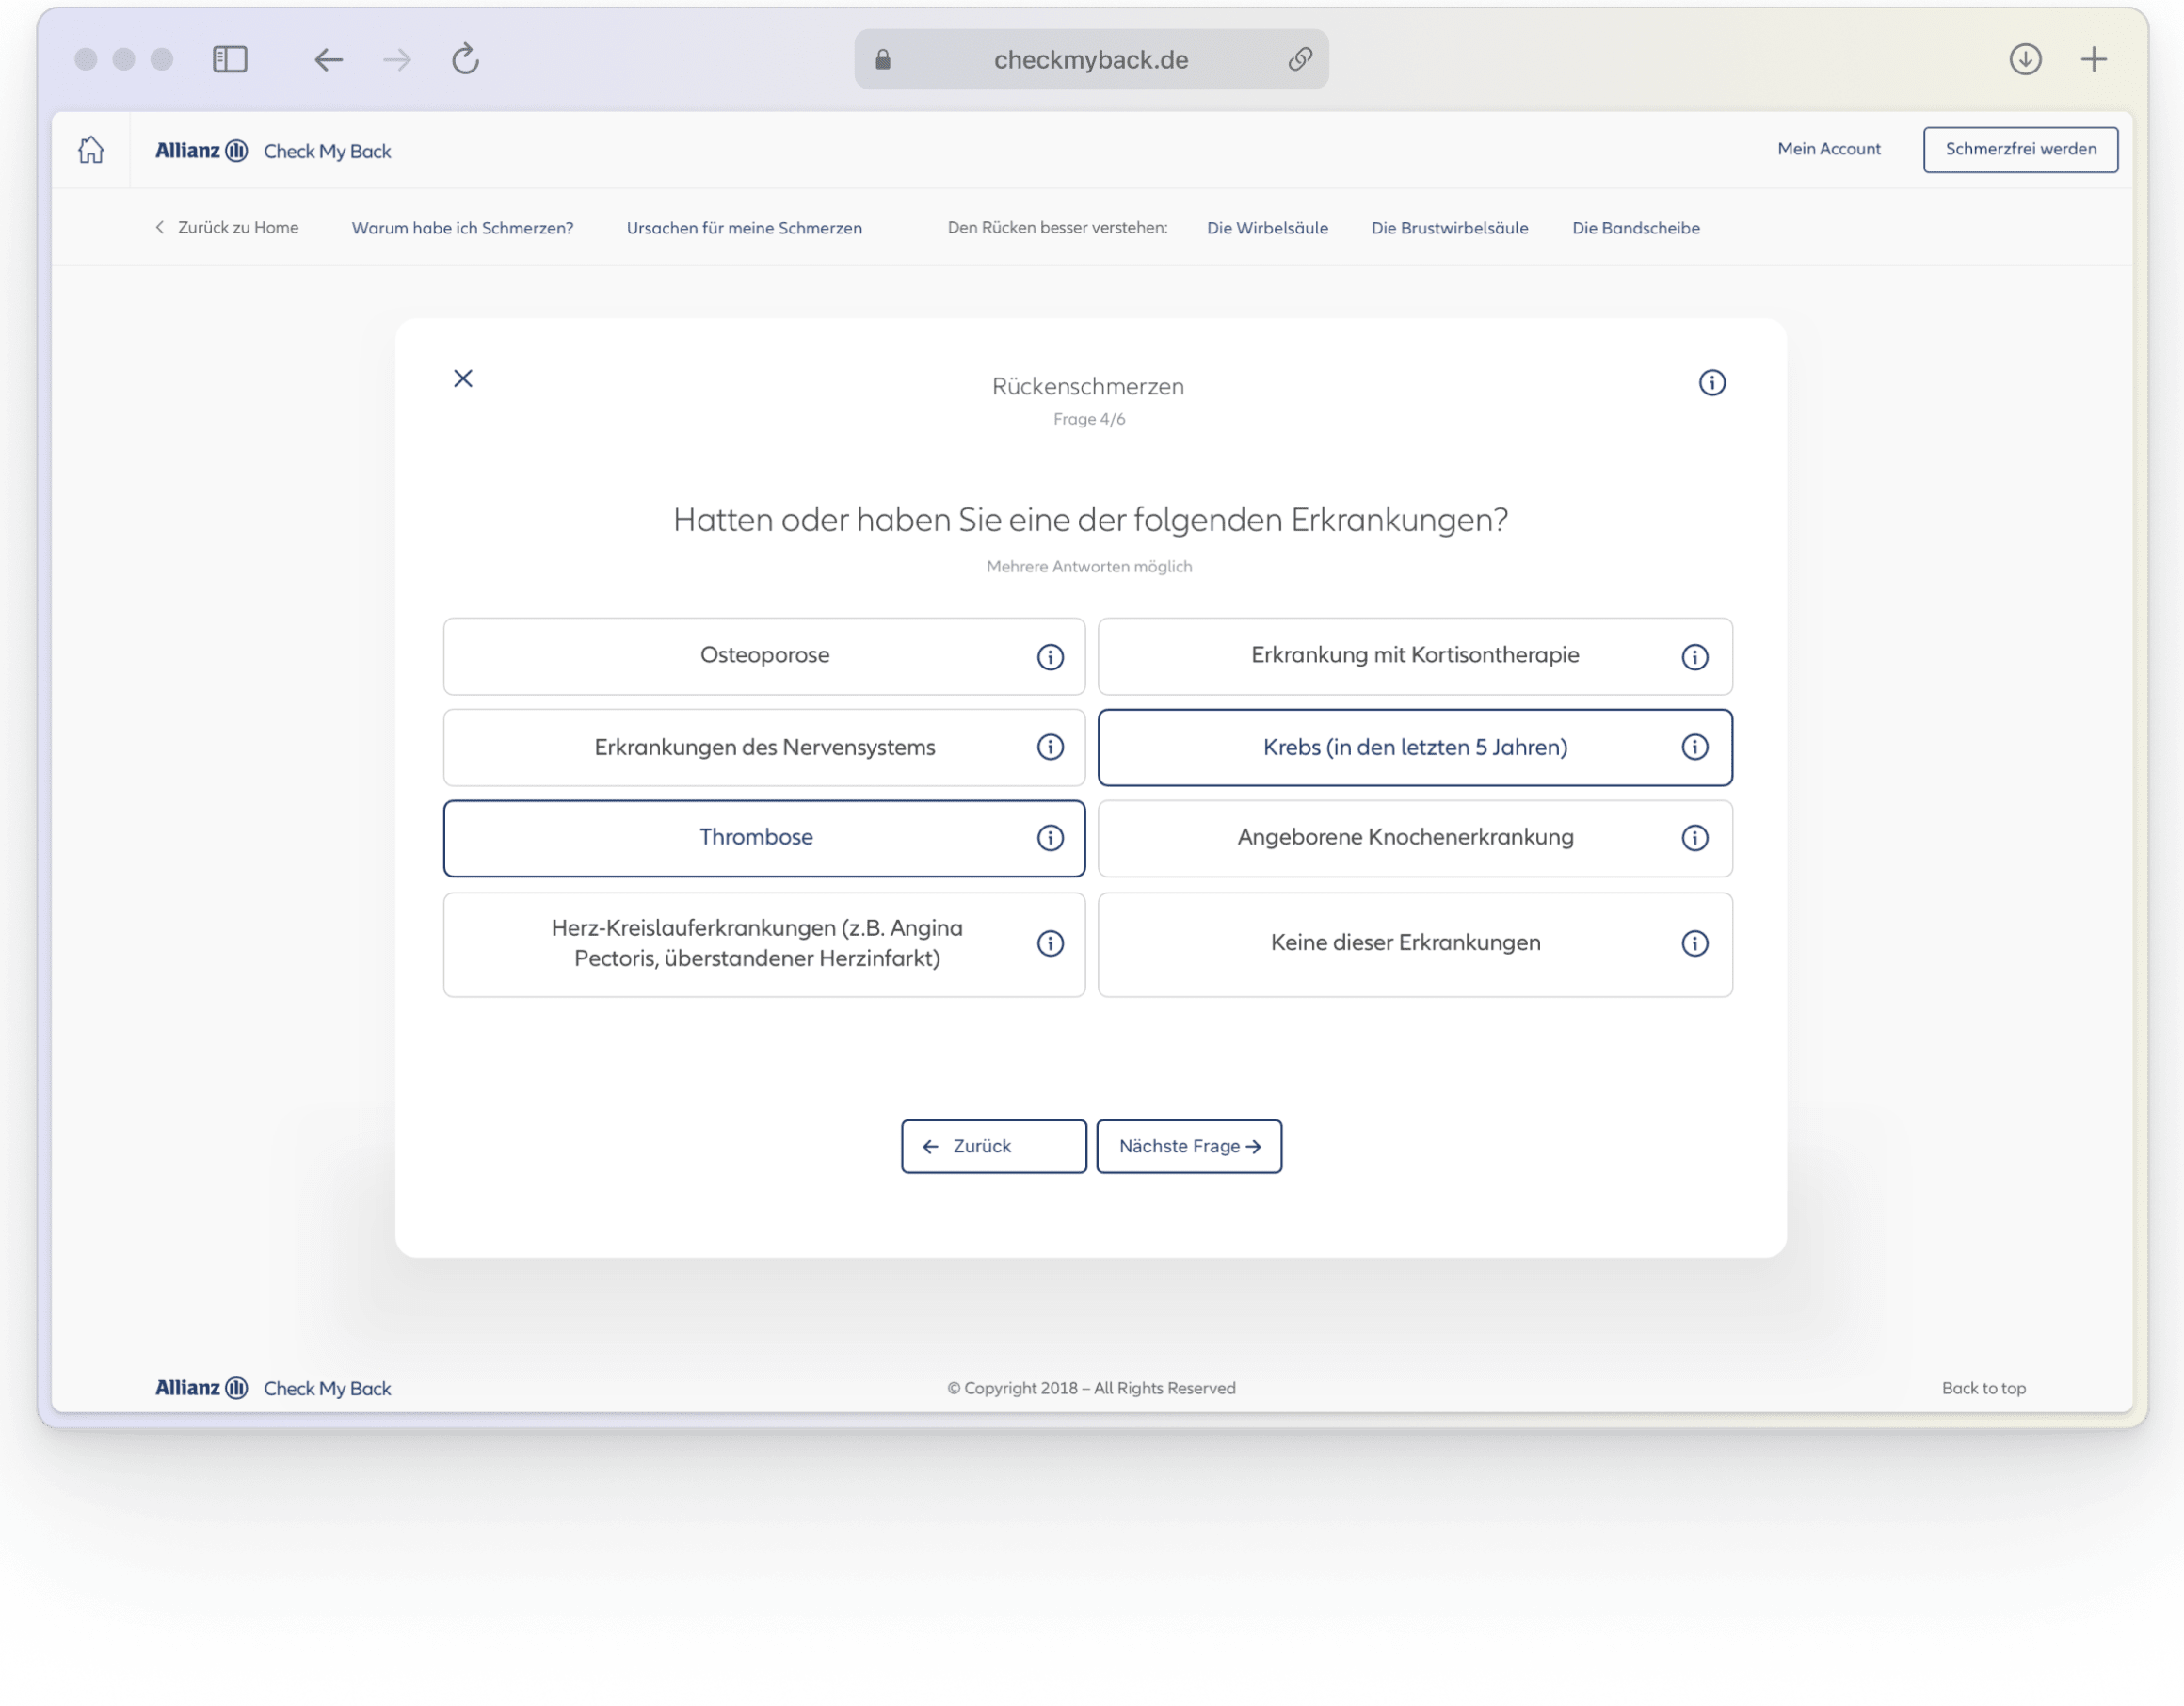 checkmyback.de
Allianz Check My Back
Mein Account
Schmerzfrei werden
Zurück zu Home
Warum habe ich Schmerzen?
Ursachen für meine Schmerzen
Den Rücken besser verstehen:
Die Wirbelsäule
Die Brustwirbelsäule
Die Bandscheibe
Rückenschmerzen
Frage 4/6
Hatten oder haben Sie eine der folgenden Erkrankungen?
Mehrere Antworten möglich
Osteoporose
Erkrankung mit Kortisontherapie
Erkrankungen des Nervensystems
Krebs (in den letzten 5 Jahren)
Thrombose
Angeborene Knochenerkrankung
Herz-Kreislauferkrankungen (z.B. Angina
Pectoris, überstandener Herzinfarkt)
Keine dieser Erkrankungen
Zurück
Nächste Frage
Allianz Check My Back
© Copyright 2018 – All Rights Reserved
Back to top